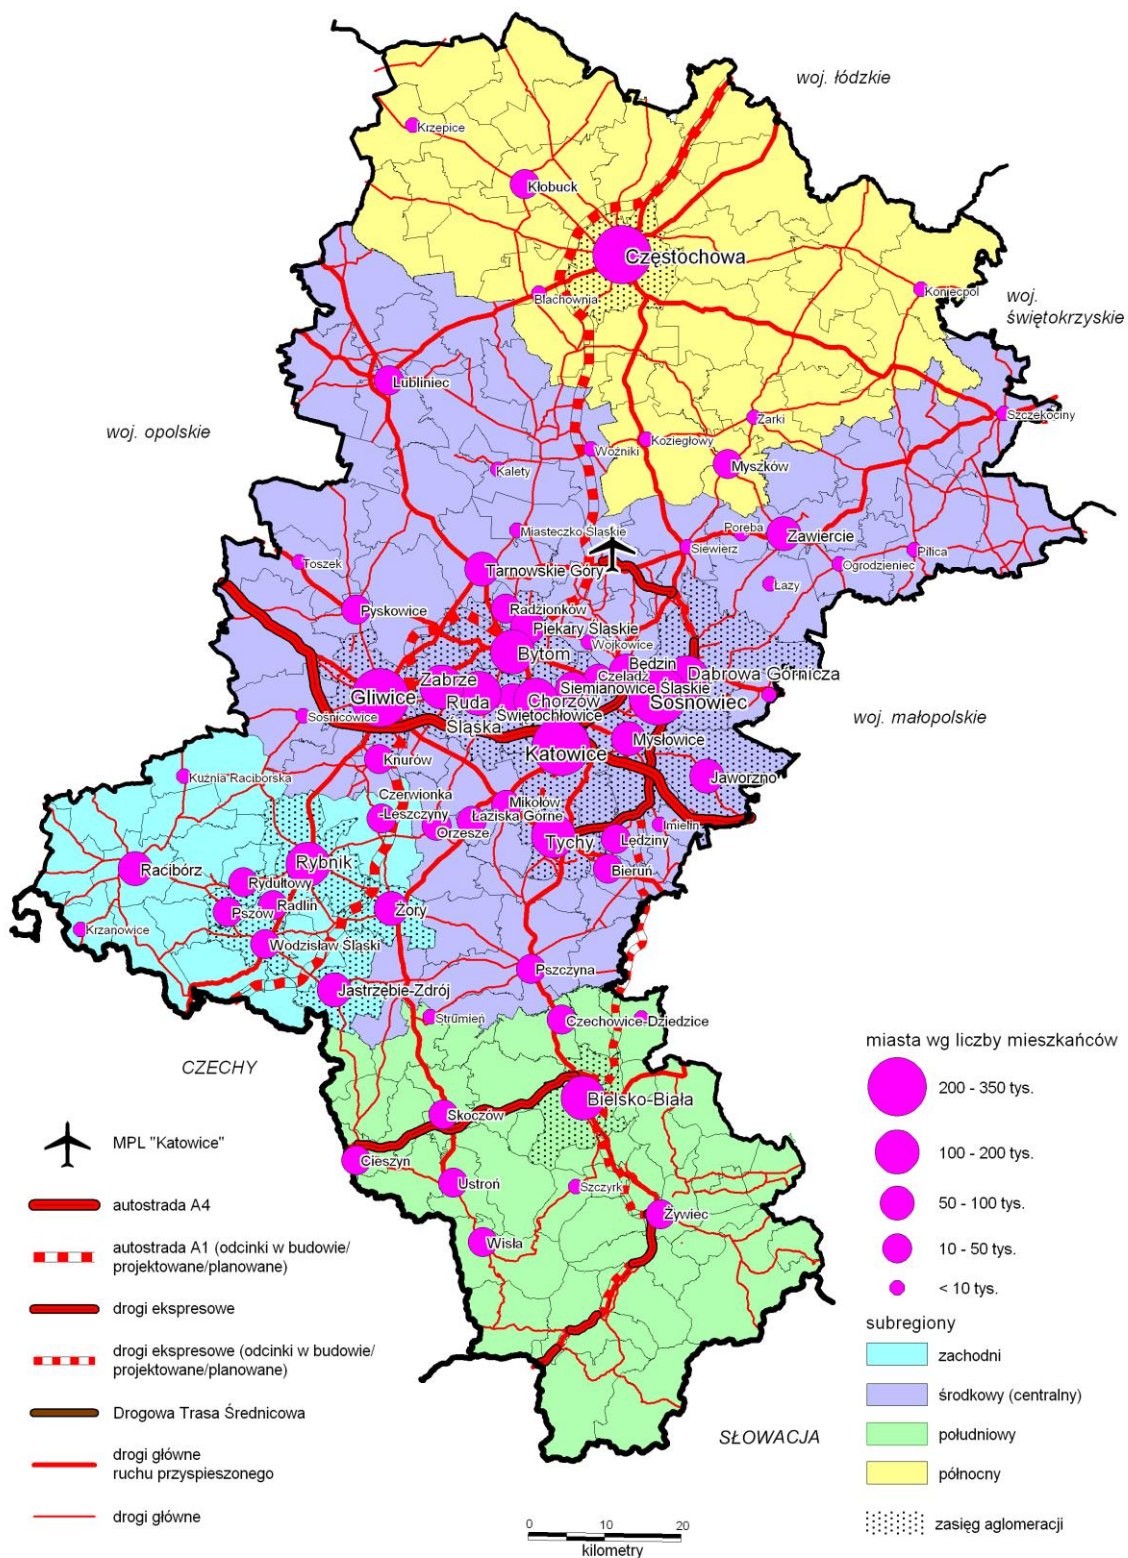 woj. łódzkie
Krzepice
Kłobuck
Częstochowa
Koniecpol
Blachownia
woj.
świętokrzyskie
Lubliniec
Szczekociny
Żarki
woj. opolskie
Koziegłowy
Woźniki
Myszków
Kalety
Poręba
Miasteczko Śląskie
Zawiercie
Siewierz
Pilica
Toszek
Ogrodzieniec
Tarnowskie Góry
Łazy
Pyskowice
Radzionków
Piekary Śląskie
Wojkowice
Bytom
Będzin
Zabrze
Czeladź
Dąbrowa Górnicza
Gliwice
Ruda
Śląska
Chorzów
Siemianowice Śląskie
Sosnowiec
Sośnicowice
Świętochłowice
woj. małopolskie
Katowice
Mysłowice
Knurów
Kuźnia Raciborska
Jaworzno
Czerwionka
-Leszczyny
Mikołów
Łaziska Górne
Imielin
Orzesze
Tychy
Lędziny
Rybnik
Racibórz
Bieruń
Rydułtowy
Radlin
Pszów
Żory
Krzanowice
Wodzisław Śląski
Pszczyna
Jastrzębie-Zdrój
Strumień
Czechowice-Dziedzice
CZECHY
Bielsko-Biała
Skoczów
Cieszyn
Ustroń
Szczyrk
Żywiec
Wisła
SŁOWACJA
MPL "Katowice"
autostrada A4
autostrada A1 (odcinki w budowie/
projektowane/planowane)
drogi ekspresowe
drogi ekspresowe (odcinki w budowie/
projektowane/planowane)
Drogowa Trasa Średnicowa
drogi główne
ruchu przyspieszonego
drogi główne
0 10 20
kilometry
miasta wg liczby mieszkańców
200 - 350 tys.
100 - 200 tys.
50 - 100 tys.
10 - 50 tys.
< 10 tys.
subregiony
zachodni
środkowy (centralny)
południowy
północny
zasięg aglomeracji